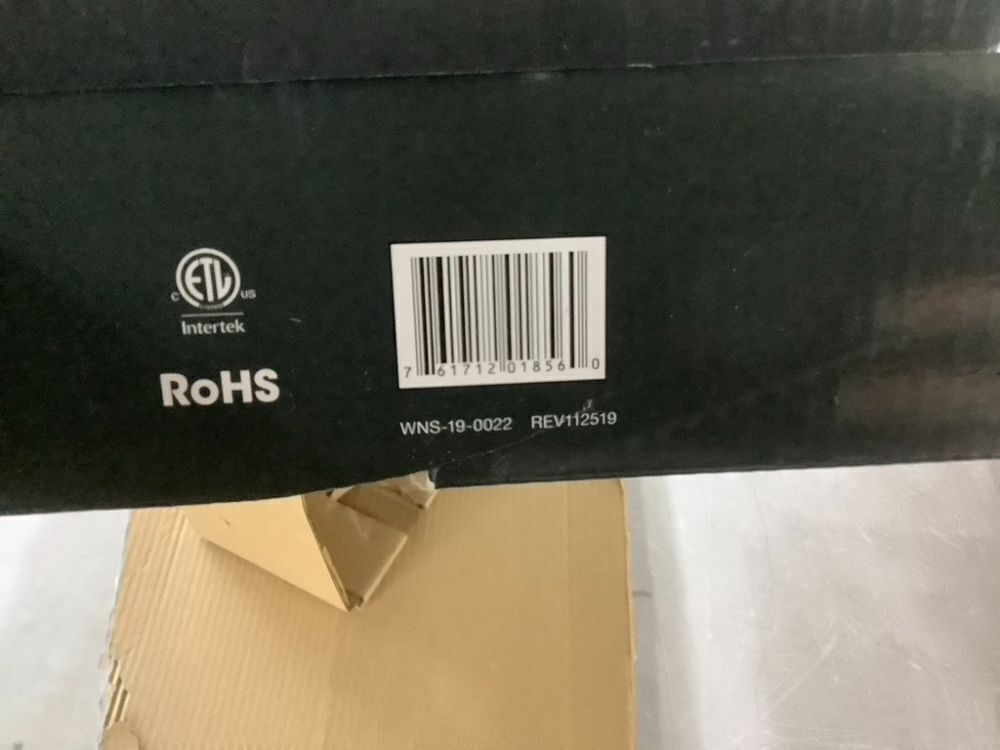 ETL
C US
Intertek
RoHS
7 61712 01856 0
WNS-19-0022 REV112519